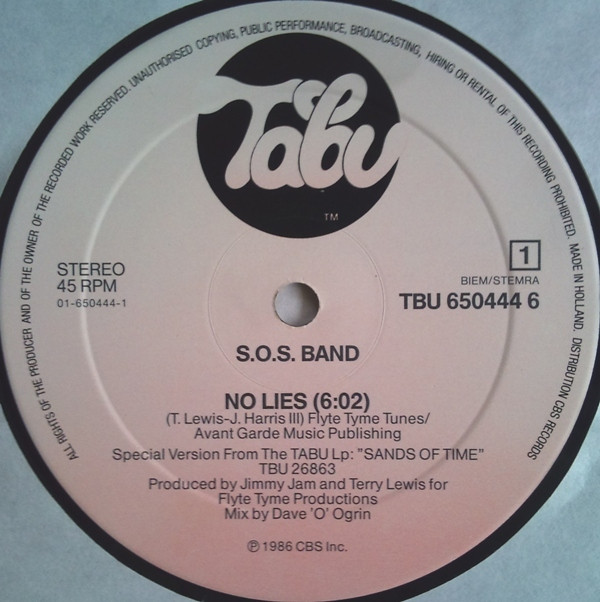 ALL RIGHTS OF THE PRODUCER AND OF THE OWNER OF THE RECORDED WORK RESERVED. UNAUTHORISED COPYING, PUBLIC PERFORMANCE, BROADCASTING, HIRING OR RENTAL OF THIS RECORDING PROHIBITED. MADE IN HOLLAND. DISTRIBUTION CBS RECORDS
Tabu
TM
STEREO
45 RPM
01-650444-1
1
BIEM/STEMRA
TBU 650444 6
S.O.S. BAND
NO LIES (6:02)
(T. Lewis-J. Harris III) Flyte Tyme Tunes/
Avant Garde Music Publishing
Special Version From The TABU Lp: "SANDS OF TIME"
TBU 26863
Produced by Jimmy Jam and Terry Lewis for
Flyte Tyme Productions
Mix by Dave 'O' Ogrin
℗ 1986 CBS Inc.